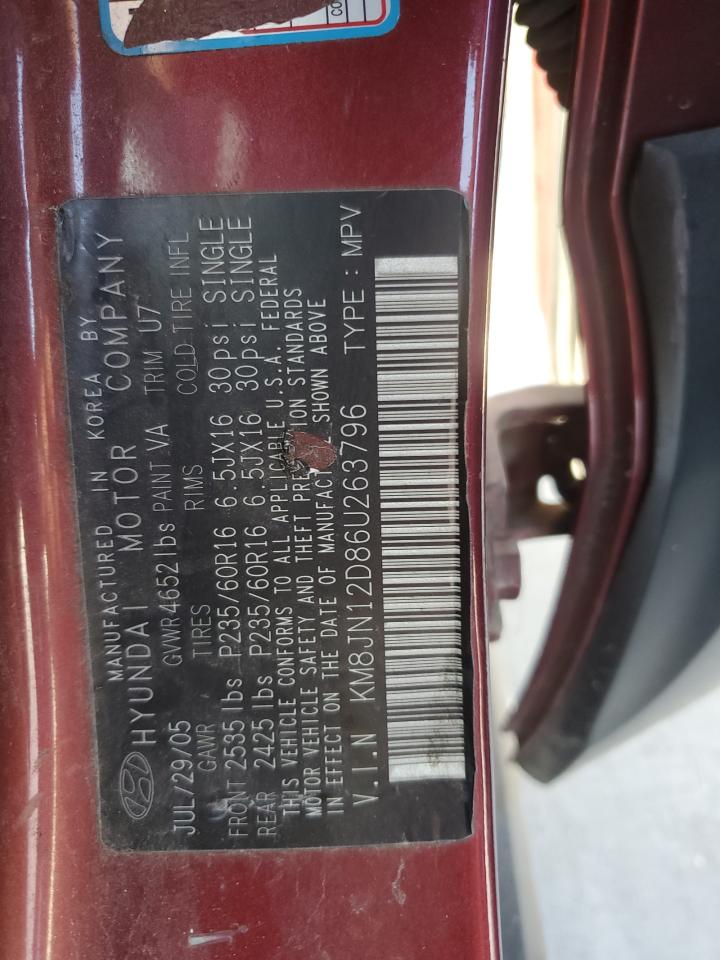 MANUFACTURED IN KOREA BY
HYUNDAI MOTOR COMPANY
JUL/29/05 GVWR4652lbs PAINT VA TRIM U7
GAWR TIRES RIMS COLD TIRE INFL
FRONT 2535 lbs P235/60R16 6.5JX16 30psi SINGLE
REAR 2425 lbs P235/60R16 6.5JX16 30psi SINGLE
THIS VEHICLE CONFORMS TO ALL APPLICABLE U.S.A. FEDERAL
MOTOR VEHICLE SAFETY AND THEFT STANDARDS
IN EFFECT ON THE DATE OF SHOWN ABOVE
V.I.N KM8JN12D86U263796 TYPE : MPV